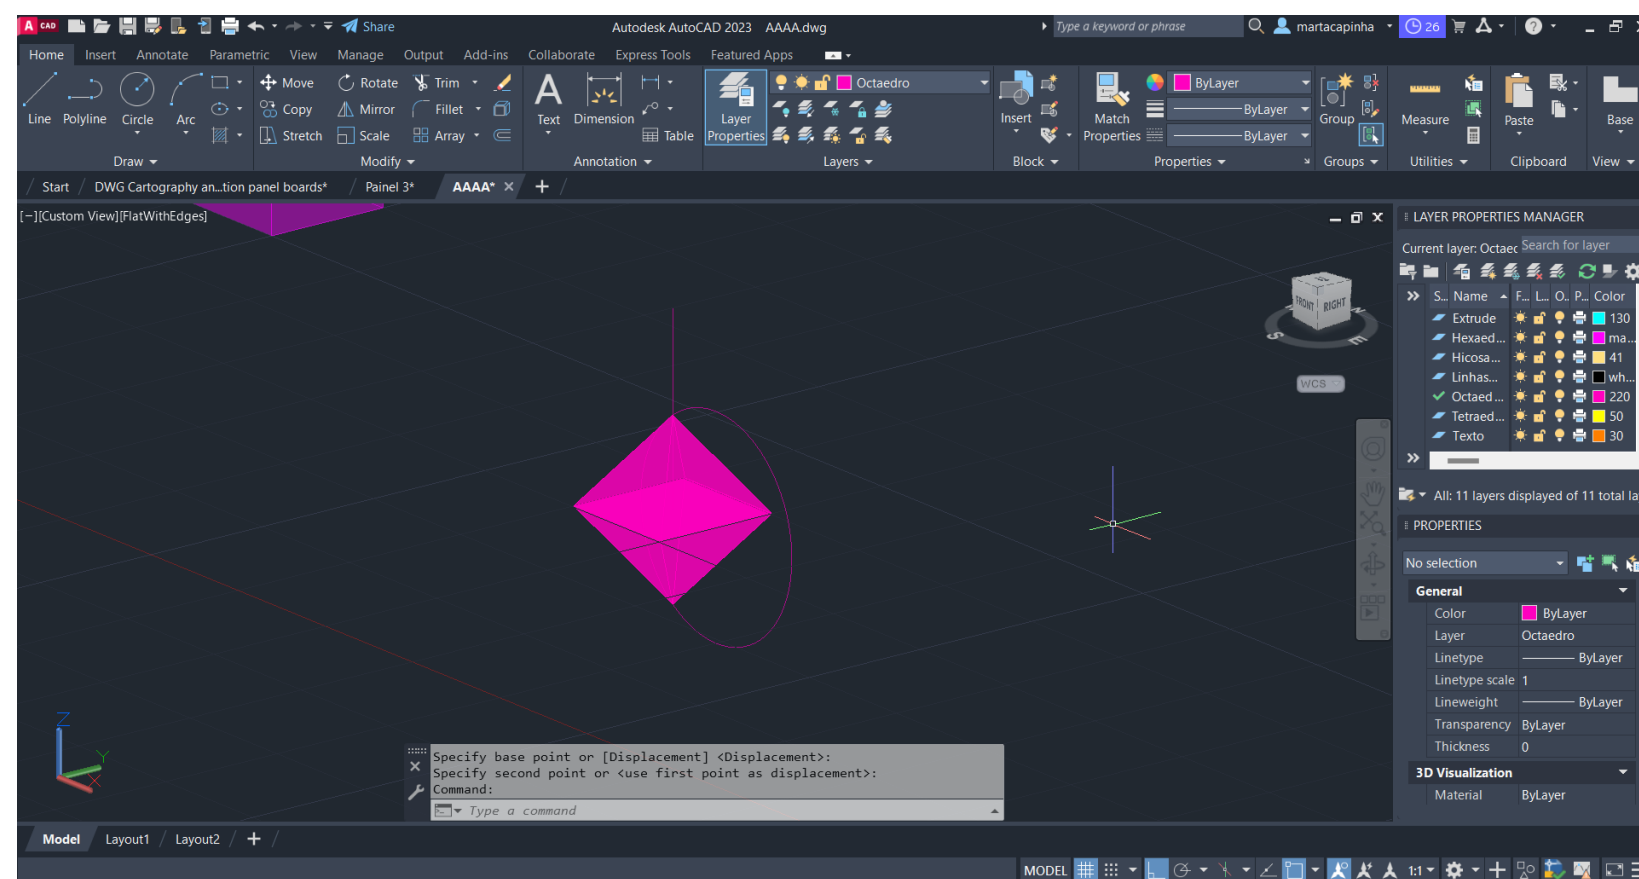 A CAD Share Autodesk AutoCAD 2023 AAAA.dwg Type a keyword or phrase martacapinha 26
Home Insert Annotate Parametric View Manage Output Add-ins Collaborate Express Tools Featured Apps
Move Rotate Trim Octaedro ByLayer
Copy Mirror Fillet ByLayer
Line Polyline Circle Arc Text Dimension Layer Insert Match Group Measure Paste Base
Stretch Scale Array Table Properties Properties ByLayer
Draw Modify Annotation Layers Block Properties Groups Utilities Clipboard View
Start DWG Cartography an...tion panel boards* Painel 3* AAAA*
[−][Custom View][FlatWithEdges]
LAYER PROPERTIES MANAGER
Current layer: Octaec Search for layer
S.. Name F... L... O.. P... Color
Extrude 130
Hexaed... ma...
Hicosa... 41
Linhas... wh...
Octaed... 220
Tetraed... 50
Texto 30
FRONT RIGHT
S E
WCS
All: 11 layers displayed of 11 total la
PROPERTIES
No selection
General
Color ByLayer
Layer Octaedro
Linetype ByLayer
Linetype scale 1
Lineweight ByLayer
Transparency ByLayer
Thickness 0
3D Visualization
Material ByLayer
Z
Y
X
Specify base point or [Displacement] <Displacement>:
Specify second point or <use first point as displacement>:
Command:
Type a command
Model Layout1 Layout2
MODEL 1:1